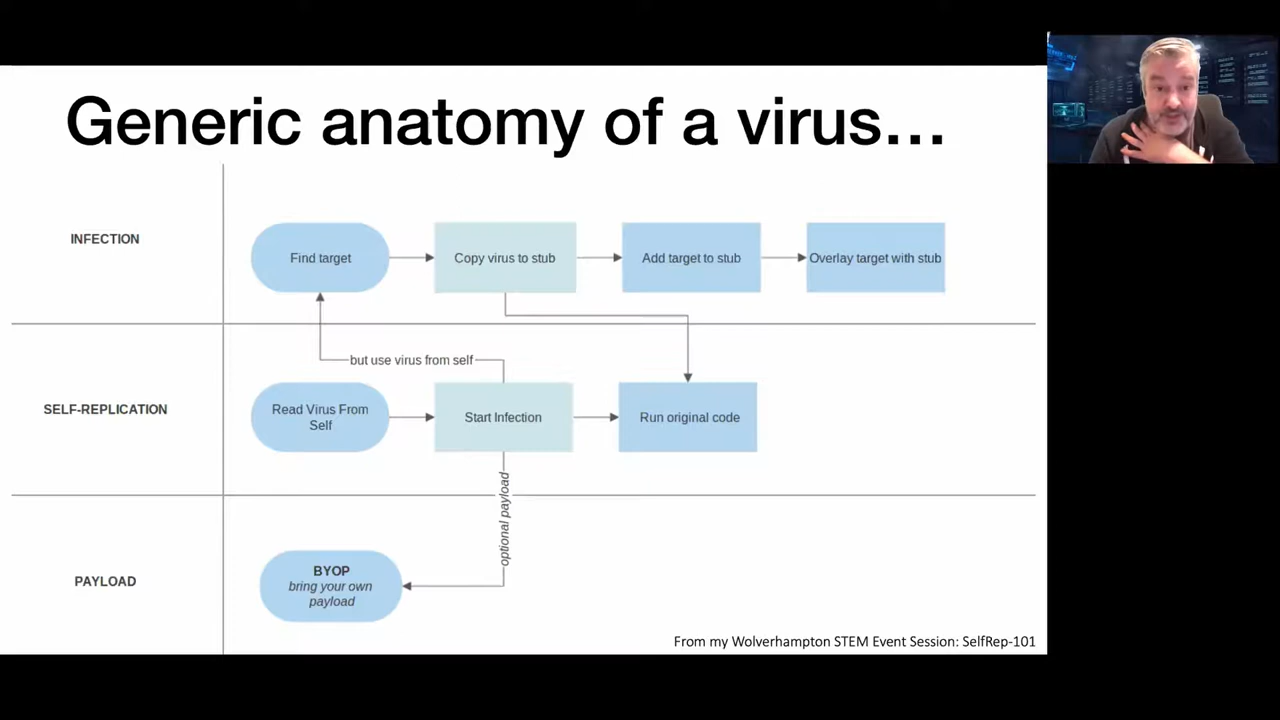 Generic anatomy of a virus...
INFECTION
Find target
Copy virus to stub
Add target to stub
Overlay target with stub
but use virus from self
SELF-REPLICATION
Read Virus From
Self
Start Infection
Run original code
optional payload
PAYLOAD
BYOP
bring your own
payload
From my Wolverhampton STEM Event Session: SelfRep-101